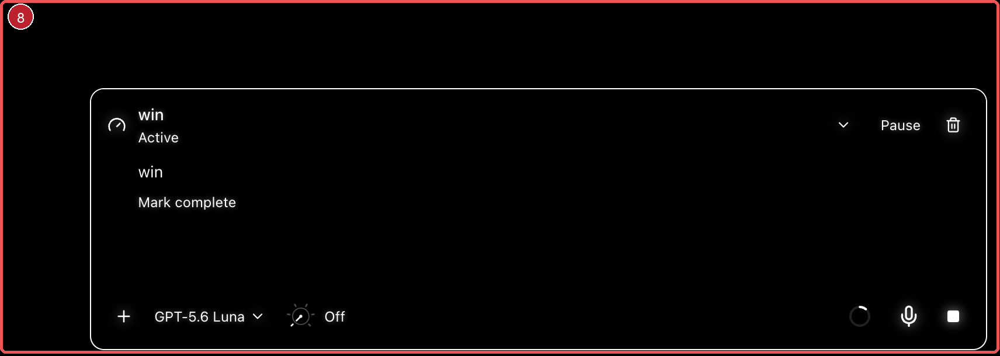 8
win
Active
Pause
win
Mark complete
GPT-5.6 Luna
Off